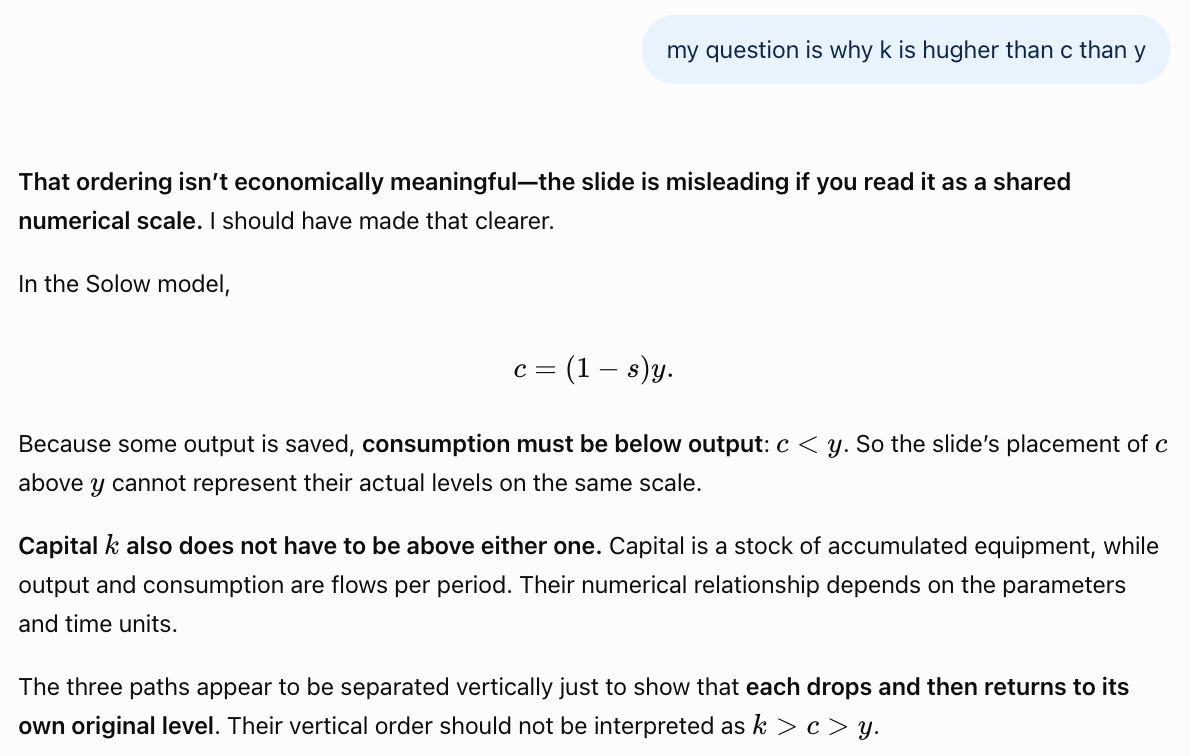 my question is why k is hugher than c than y
That ordering isn’t economically meaningful—the slide is misleading if you read it as a shared
numerical scale. I should have made that clearer.
In the Solow model,
c = (1 − s)y.
Because some output is saved, consumption must be below output: c < y. So the slide’s placement of c
above y cannot represent their actual levels on the same scale.
Capital k also does not have to be above either one. Capital is a stock of accumulated equipment, while
output and consumption are flows per period. Their numerical relationship depends on the parameters
and time units.
The three paths appear to be separated vertically just to show that each drops and then returns to its
own original level. Their vertical order should not be interpreted as k > c > y.